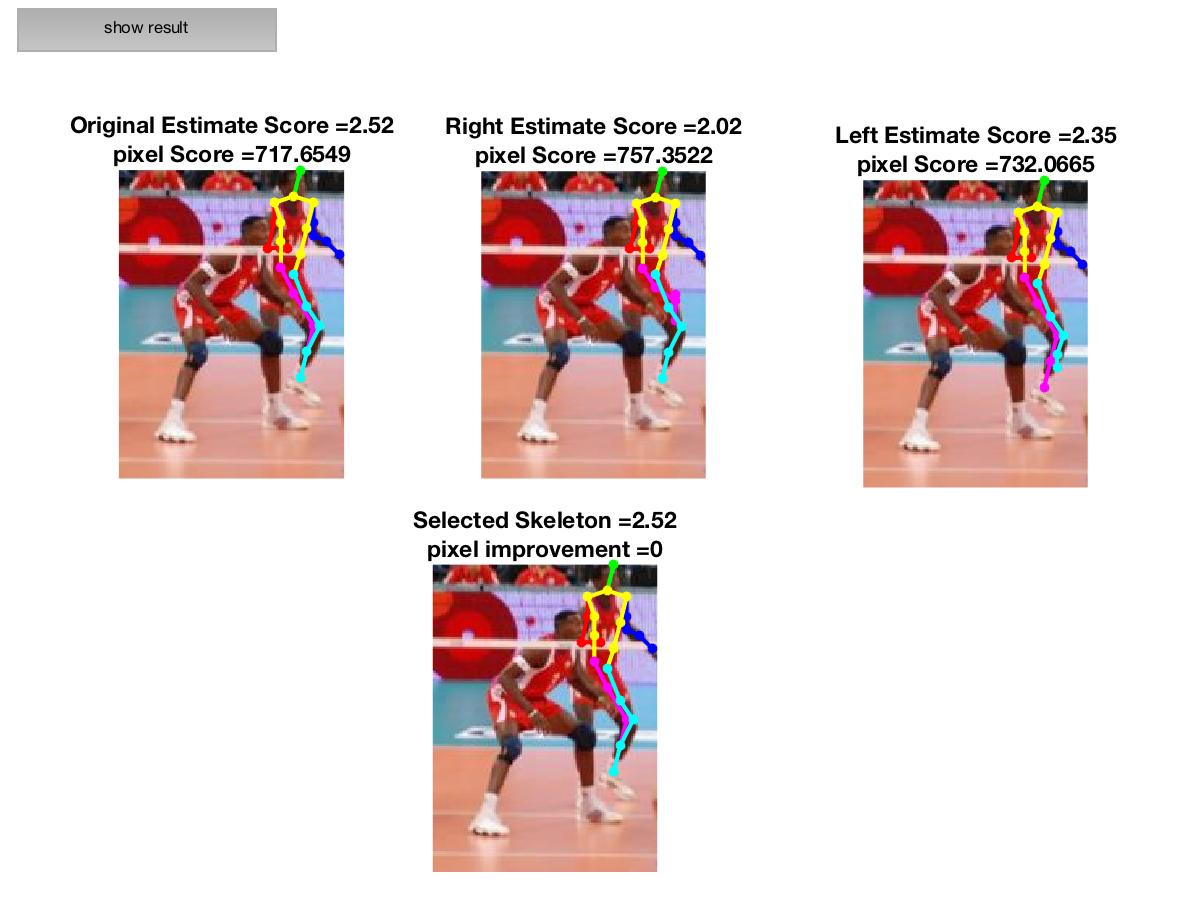 show result
Original Estimate Score =2.52
pixel Score =717.6549
Right Estimate Score =2.02
pixel Score =757.3522
Left Estimate Score =2.35
pixel Score =732.0665
Selected Skeleton =2.52
pixel improvement =0